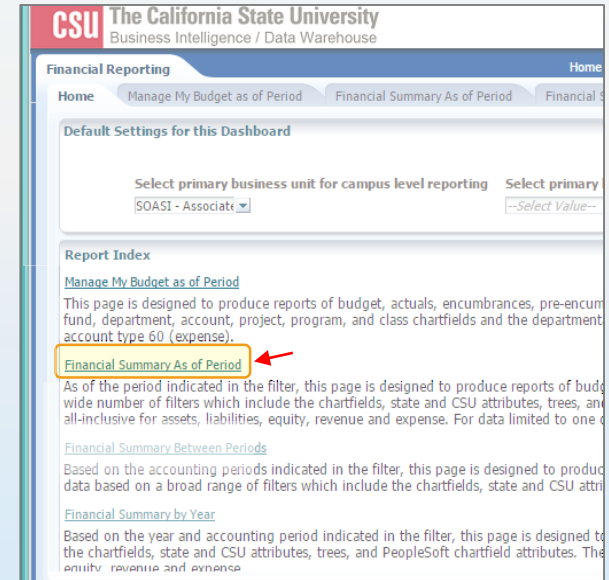 CSU The California State University
Business Intelligence / Data Warehouse
Financial Reporting Home
Home Manage My Budget as of Period Financial Summary As of Period Financial
Default Settings for this Dashboard
Select primary business unit for campus level reporting Select primary
SOASI - Associate --Select Value--
Report Index
Manage My Budget as of Period
This page is designed to produce reports of budget, actuals, encumbrances, pre-encum
fund, department, account, project, program, and class chartfields and the department
account type 60 (expense).
Financial Summary As of Period
As of the period indicated in the filter, this page is designed to produce reports of budg
wide number of filters which include the chartfields, state and CSU attributes, trees, and
all-inclusive for assets, liabilities, equity, revenue and expense. For data limited to one
Financial Summary Between Periods
Based on the accounting periods indicated in the filter, this page is designed to produc
data based on a broad range of filters which include the chartfields, state and CSU attri
Financial Summary by Year
Based on the year and accounting period indicated in the filter, this page is designed to
the chartfields, state and CSU attributes, trees, and PeopleSoft chartfield attributes. The
equity, revenue and expense